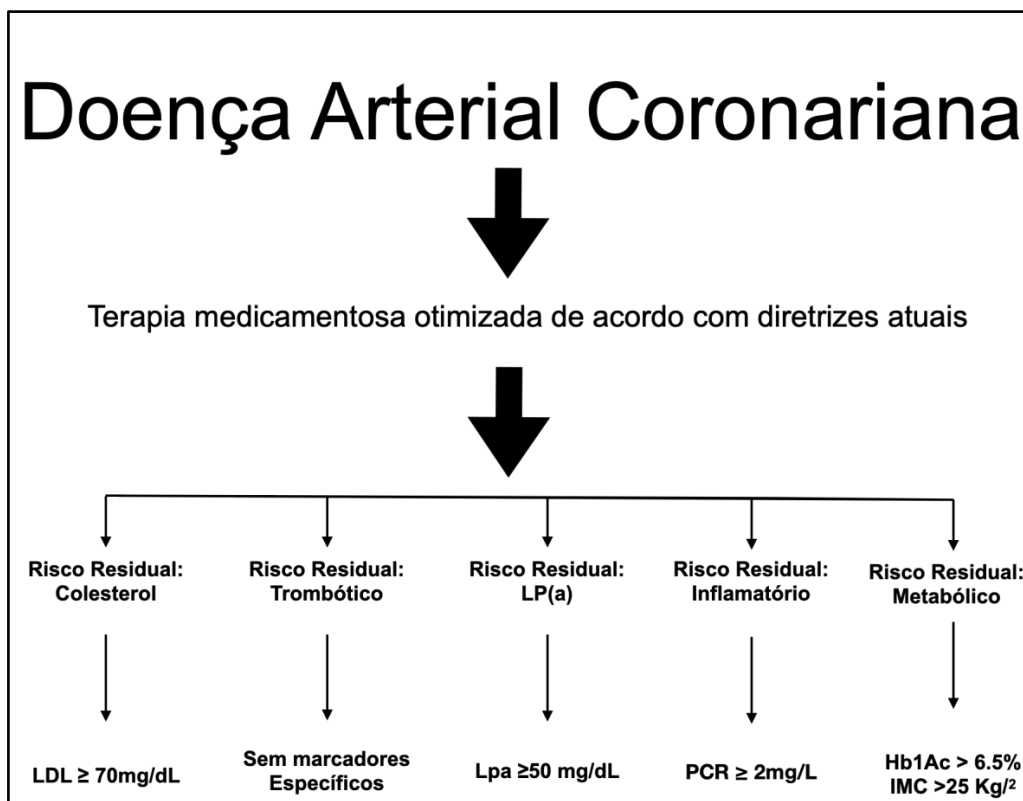 Doença Arterial Coronariana
Terapia medicamentosa otimizada de acordo com diretrizes atuais
Risco Residual:
Colesterol
Risco Residual:
Trombótico
Risco Residual:
LP(a)
Risco Residual:
Inflamatório
Risco Residual:
Metabólico
LDL ≥ 70mg/dL
Sem marcadores
Específicos
Lpa ≥50 mg/dL
PCR ≥ 2mg/L
Hb1Ac > 6.5%
IMC >25 Kg/²